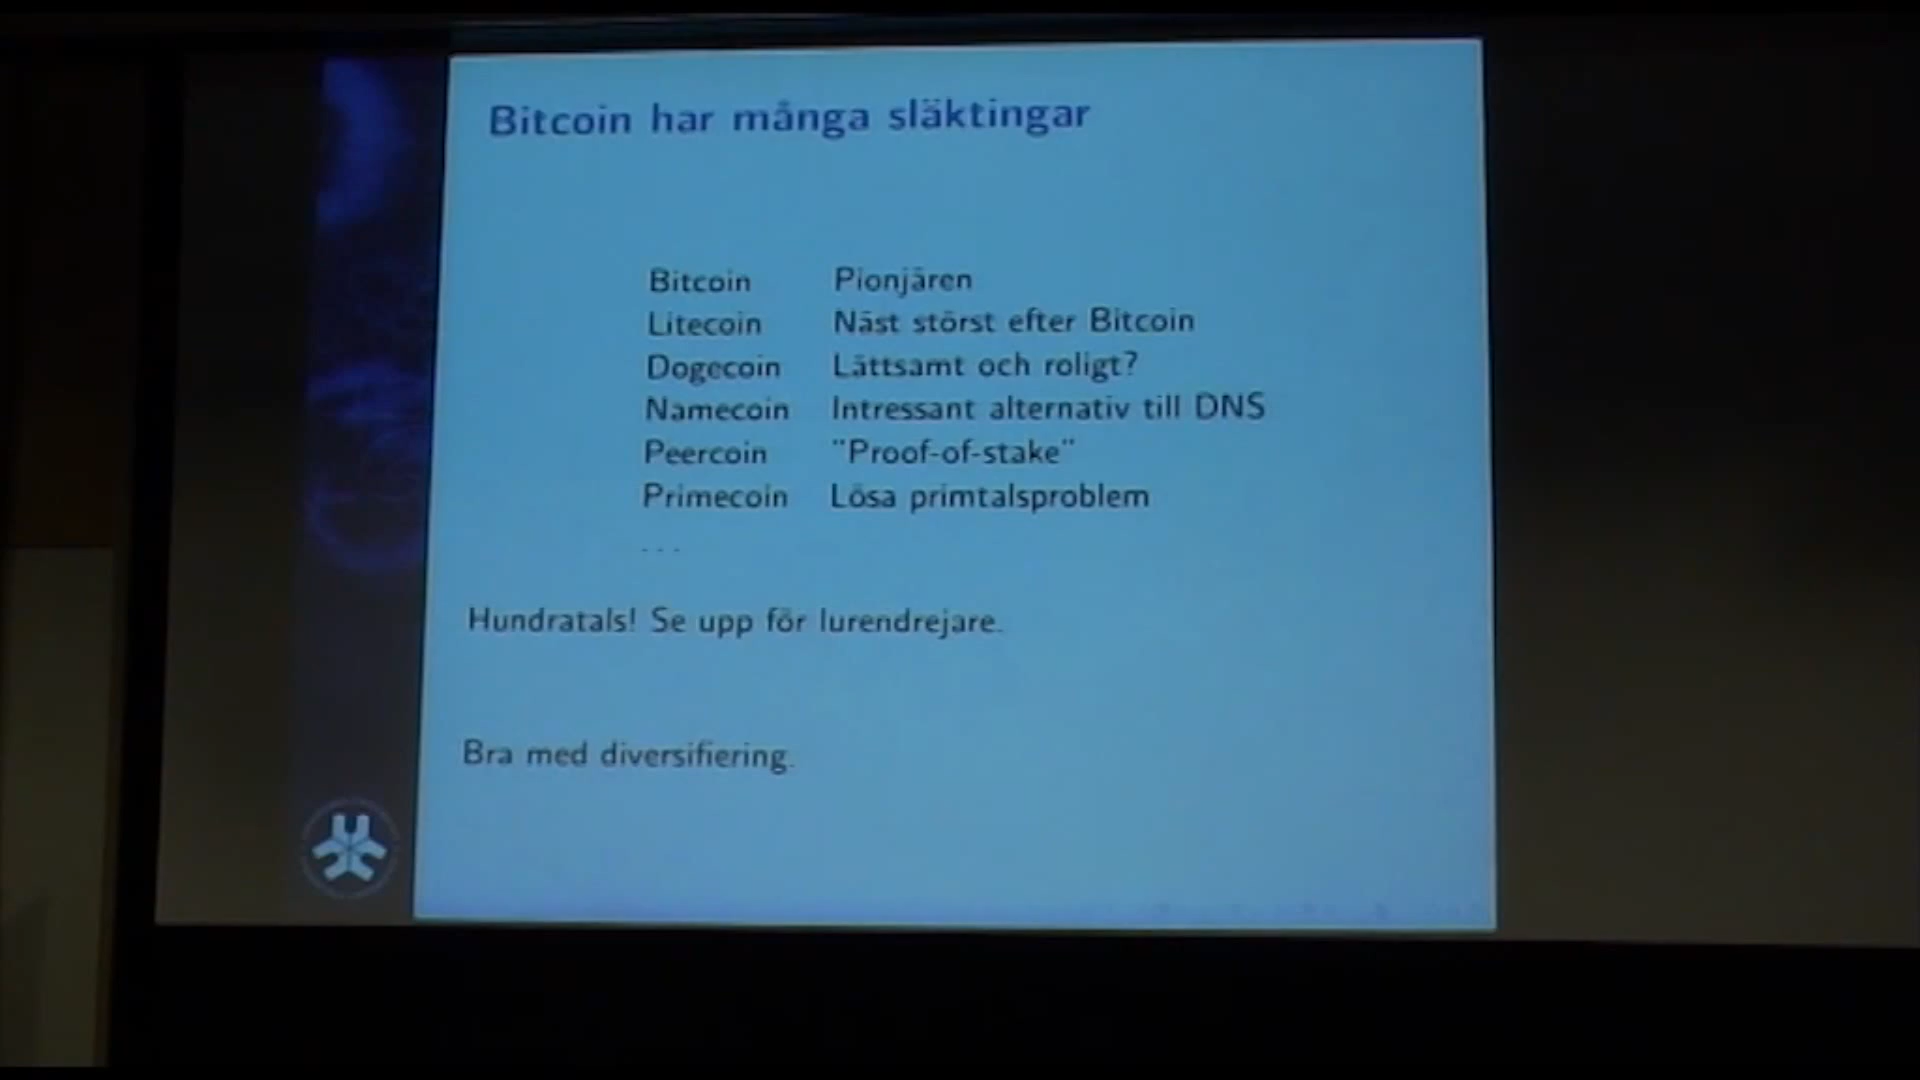 Bitcoin har många släktingar
Bitcoin Pionjären
Litecoin Näst störst efter Bitcoin
Dogecoin Lättsamt och roligt?
Namecoin Intressant alternativ till DNS
Peercoin "Proof-of-stake"
Primecoin Lösa primtalsproblem
...
Hundratals! Se upp för lurendrejare.
Bra med diversifiering.